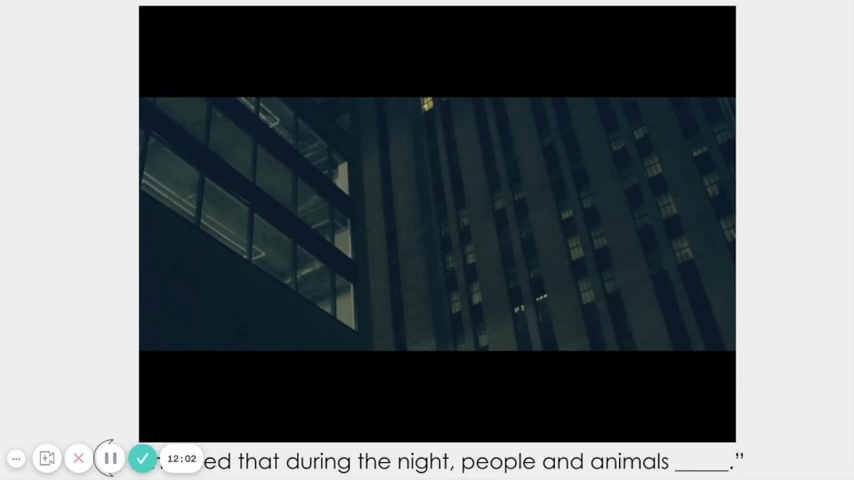 12:02
ed that during the night, people and animals _____.”